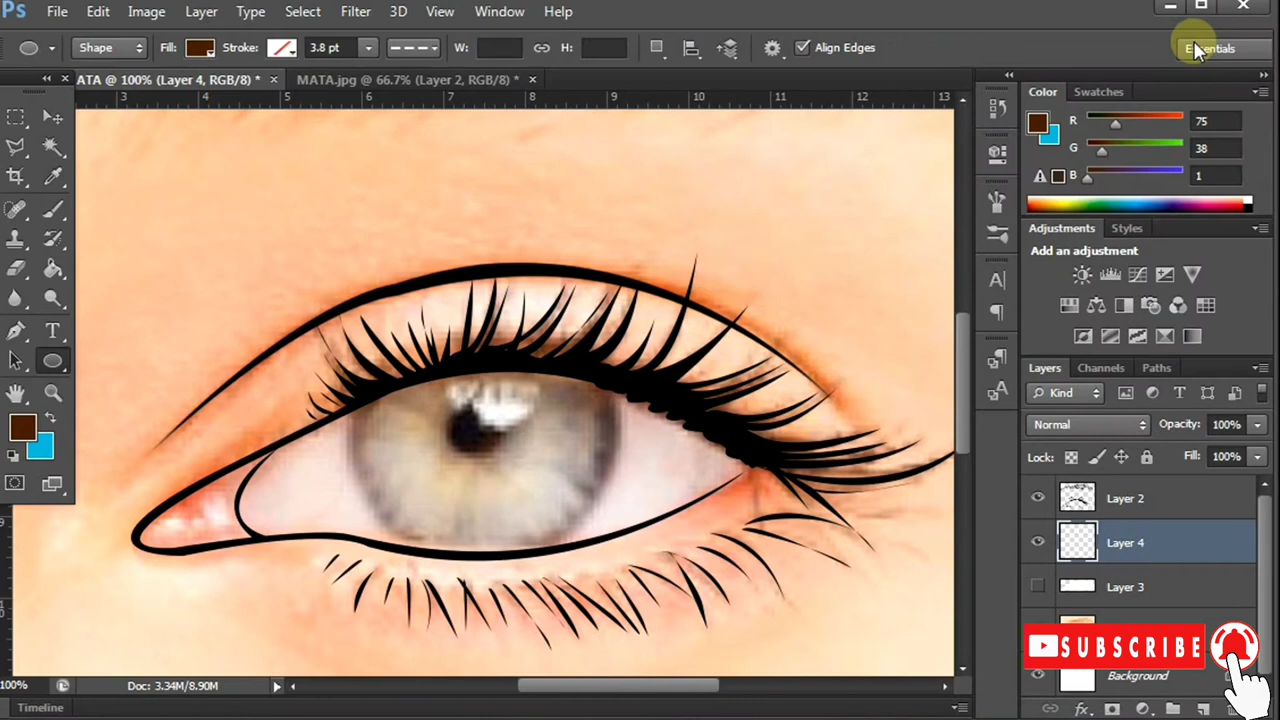 Ps File Edit Image Layer Type Select Filter 3D View Window Help
Shape Fill: Stroke: 3.8 pt W: H: Align Edges
ATA @ 100% (Layer 4, RGB/8) * × MATA.jpg @ 66.7% (Layer 2, RGB/8) * ×
3 4 5 6 7 8 9 10 11 12 13
Color Swatches
R 75
G 38
B 1
Adjustments Styles
Add an adjustment
Layers Channels Paths
Kind
Normal Opacity: 100%
Lock: Fill: 100%
Layer 2
Layer 4
Layer 3
SUBSCRIBE
Background
100% Doc: 3.34M/8.90M
Timeline